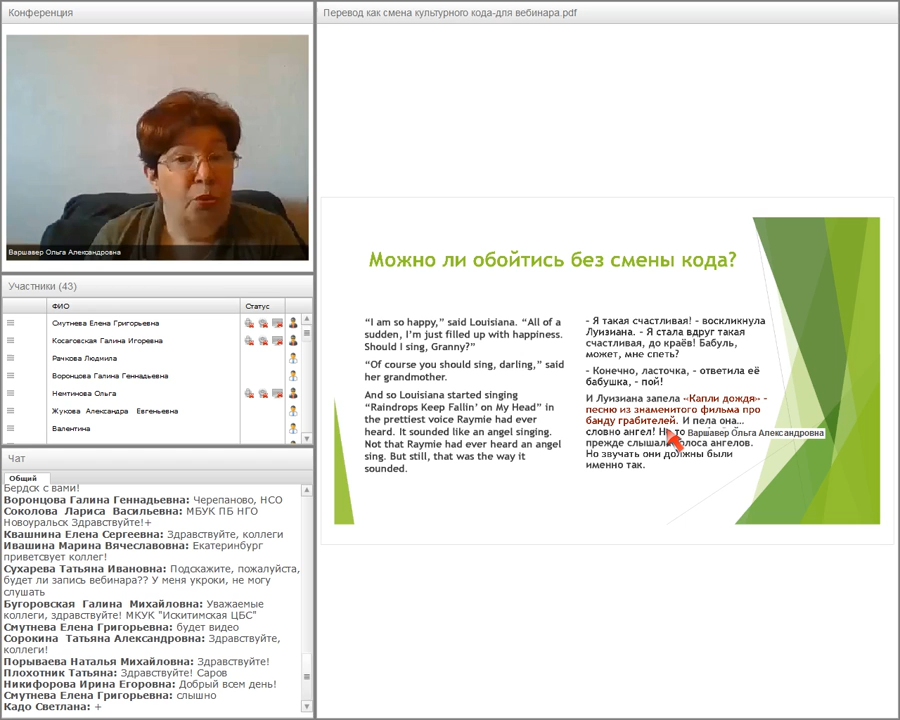 Конференция
Варшавер Ольга Александровна
Участники (43)
ФИО
Статус
Смутнева Елена Григорьевна
Косаговская Галина Игоревна
Рачкова Людмила
Воронцова Галина Геннадьевна
Немтинова Ольга
Жукова Александра Евгеньевна
Валентина
Чат
Общий
Бердск с вами!
Воронцова Галина Геннадьевна: Черепаново, НСО
Соколова Лариса Васильевна: МБУК ПБ НГО
Новоуральск Здравствуйте!+
Квашнина Елена Сергеевна: Здравствуйте, коллеги
Ивашина Марина Вячеславовна: Екатеринбург
приветсвует коллег!
Сухарева Татьяна Ивановна: Подскажите, пожалуйста,
будет ли запись вебинара?? У меня укроки, не могу
слушать
Бугоровская Галина Михайловна: Уважаемые
коллеги, здравствуйте! МКУК "Искитимская ЦБС"
Смутнева Елена Григорьевна: будет видео
Сорокина Татьяна Александровна: Здравствуйте,
коллеги!
Порываева Наталья Михайловна: Здравствуйте!
Плохотник Татьяна: Здравствуйте! Саров
Никифорова Ирина Егоровна: Добрый всем день!
Смутнева Елена Григорьевна: слышно
Кадо Светлана: +
Перевод как смена культурного кода-для вебинара.pdf
Можно ли обойтись без смены кода?
“I am so happy,” said Louisiana. “All of a
sudden, I’m just filled up with happiness.
Should I sing, Granny?”
“Of course you should sing, darling,” said
her grandmother.
And so Louisiana started singing
“Raindrops Keep Fallin’ on My Head” in
the prettiest voice Raymie had ever
heard. It sounded like an angel singing.
Not that Raymie had ever heard an angel
sing. But still, that was the way it
sounded.
- Я такая счастливая! - воскликнула
Луизиана. - Я стала вдруг такая
счастливая, до краёв! Бабуль,
может, мне спеть?
- Конечно, ласточка, - ответила её
бабушка, - пой!
И Луизиана запела «Капли дождя» -
песню из знаменитого фильма про
банду грабителей. И пела она...
словно ангел! Не то
Варшавер Ольга Александровна
прежде слышала голоса ангелов.
Но звучать они должны были
именно так.